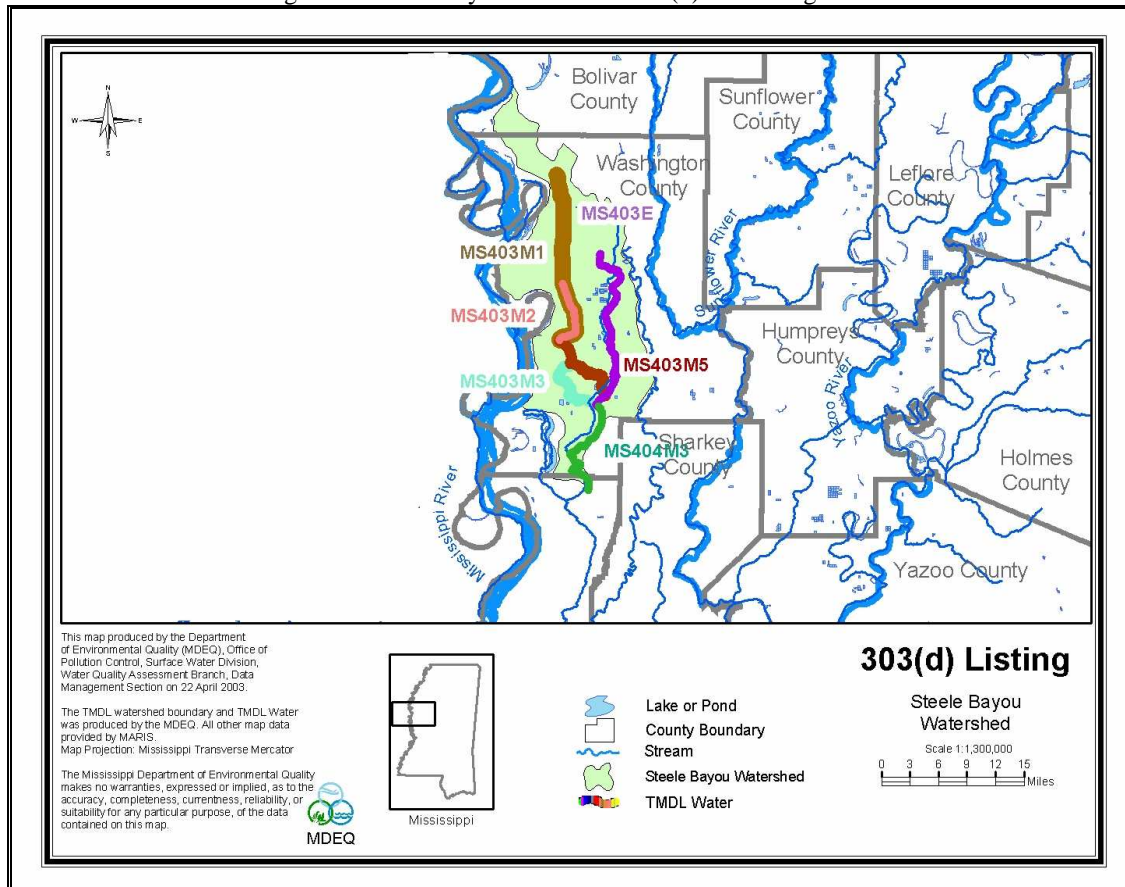 N
W E
S
Bolivar
County
Sunflower
County
Washington
County
Leflore
County
MS403E
MS403M1
Sunflower River
MS403M2
Humpreys
County
MS403M5
MS403M3
Yazoo River
Sharkey
County
MS404M3
Holmes
County
Mississippi River
Yazoo County
This map produced by the Department
of Environmental Quality (MDEQ), Office of
Pollution Control, Surface Water Division,
Water Quality Assessment Branch, Data
Management Section on 22 April 2003.
The TMDL watershed boundary and TMDL Water
was produced by the MDEQ. All other map data
provided by MARIS.
Map Projection: Mississippi Transverse Mercator
The Mississippi Department of Environmental Quality
makes no warranties, expressed or implied, as to the
accuracy, completeness, currentness, reliability, or
suitability for any particular purpose, of the data
contained on this map.
MDEQ
Mississippi
Lake or Pond
County Boundary
Stream
Steele Bayou Watershed
TMDL Water
303(d) Listing
Steele Bayou
Watershed
Scale 1:1,300,000
0 3 6 9 12 15
Miles